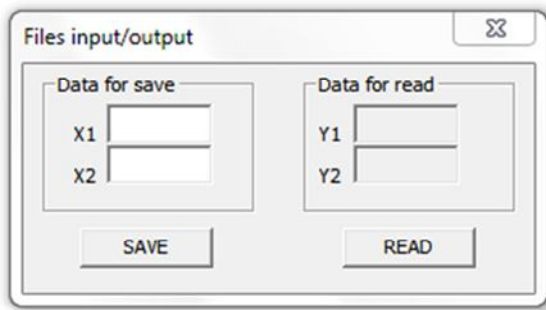 Files input/output
Data for save
X1
X2
SAVE
Data for read
Y1
Y2
READ